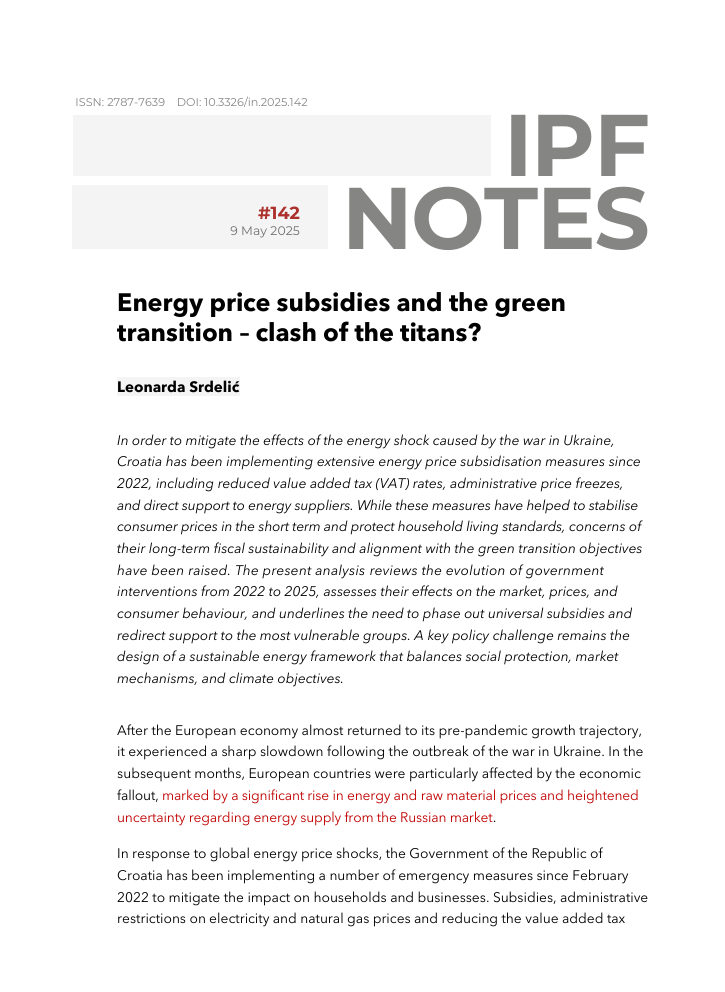 ISSN: 2787-7639 DOI: 10.3326/in.2025.142
IPF
NOTES
#142
9 May 2025
Energy price subsidies and the green
transition – clash of the titans?
Leonarda Srdelić
In order to mitigate the effects of the energy shock caused by the war in Ukraine,
Croatia has been implementing extensive energy price subsidisation measures since
2022, including reduced value added tax (VAT) rates, administrative price freezes,
and direct support to energy suppliers. While these measures have helped to stabilise
consumer prices in the short term and protect household living standards, concerns of
their long-term fiscal sustainability and alignment with the green transition objectives
have been raised. The present analysis reviews the evolution of government
interventions from 2022 to 2025, assesses their effects on the market, prices, and
consumer behaviour, and underlines the need to phase out universal subsidies and
redirect support to the most vulnerable groups. A key policy challenge remains the
design of a sustainable energy framework that balances social protection, market
mechanisms, and climate objectives.
After the European economy almost returned to its pre-pandemic growth trajectory,
it experienced a sharp slowdown following the outbreak of the war in Ukraine. In the
subsequent months, European countries were particularly affected by the economic
fallout, marked by a significant rise in energy and raw material prices and heightened
uncertainty regarding energy supply from the Russian market.
In response to global energy price shocks, the Government of the Republic of
Croatia has been implementing a number of emergency measures since February
2022 to mitigate the impact on households and businesses. Subsidies, administrative
restrictions on electricity and natural gas prices and reducing the value added tax